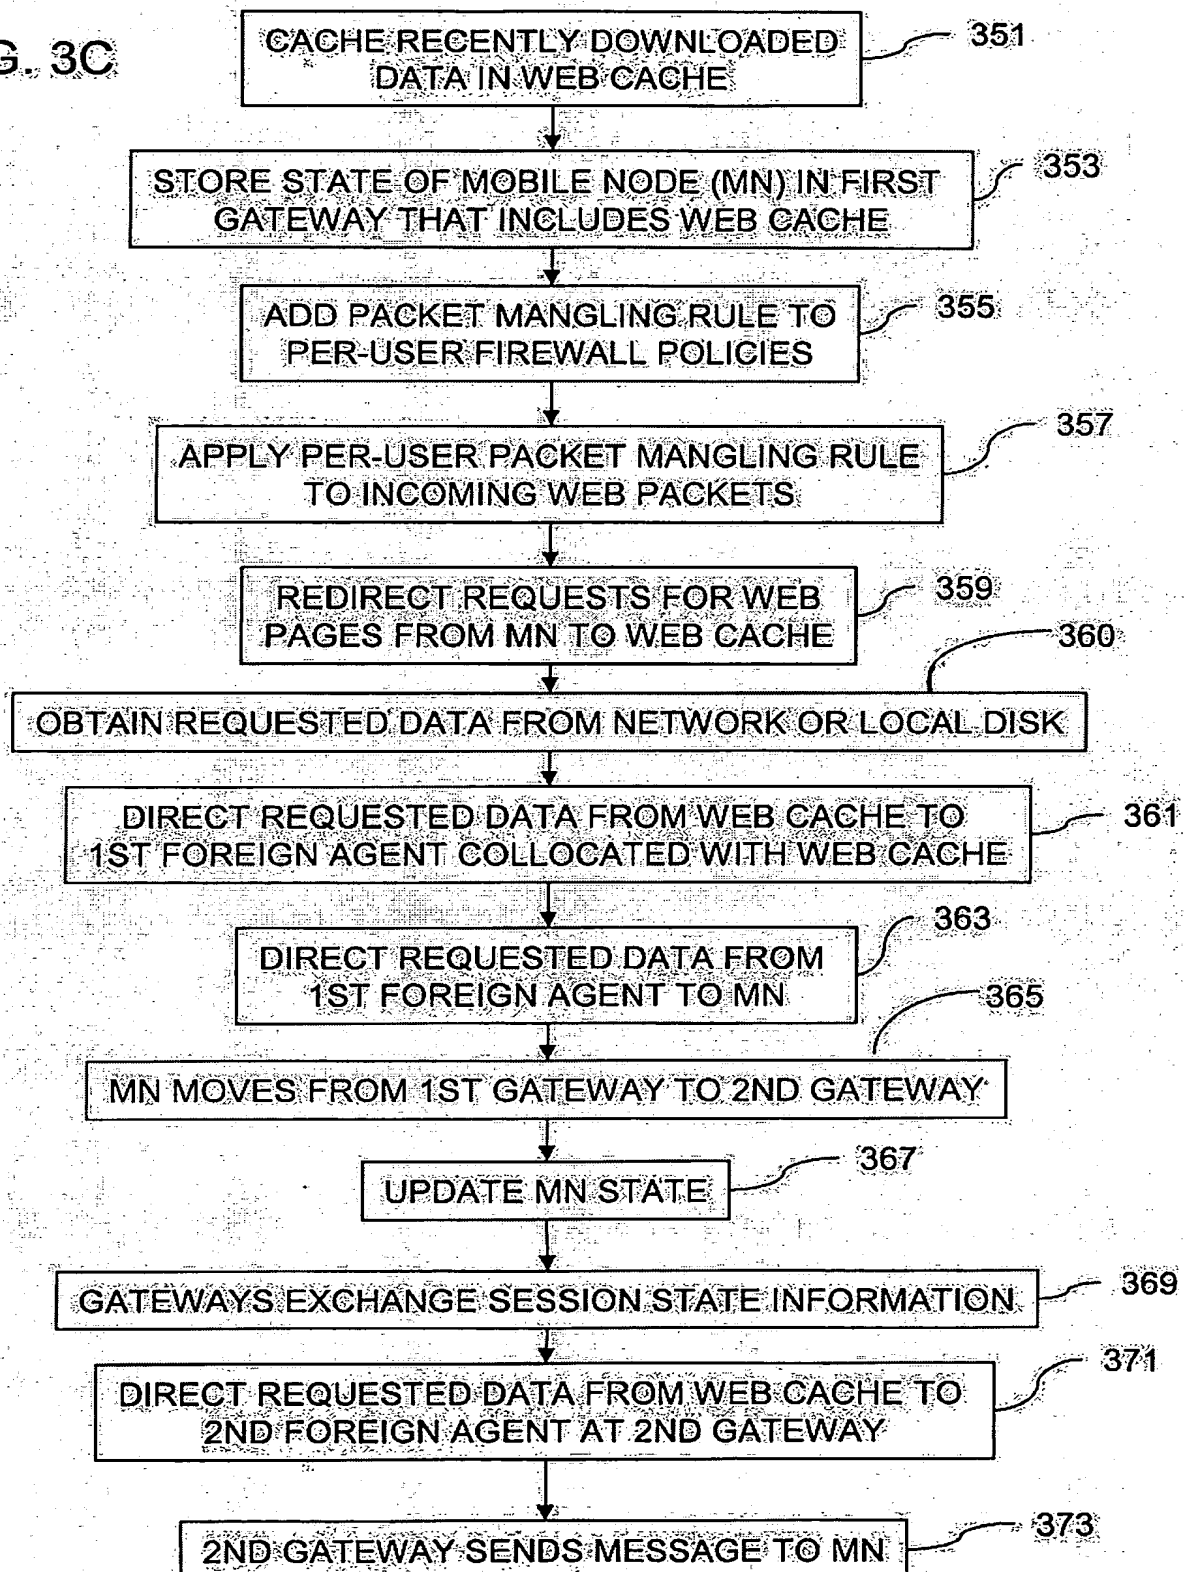 G. 3C
CACHE RECENTLY DOWNLOADED
DATA IN WEB CACHE
351
STORE STATE OF MOBILE NODE (MN) IN FIRST
GATEWAY THAT INCLUDES WEB CACHE
353
ADD PACKET MANGLING RULE TO
PER-USER FIREWALL POLICIES
355
APPLY PER-USER PACKET MANGLING RULE
TO INCOMING WEB PACKETS
357
REDIRECT REQUESTS FOR WEB
PAGES FROM MN TO WEB CACHE
359
360
OBTAIN REQUESTED DATA FROM NETWORK OR LOCAL DISK
DIRECT REQUESTED DATA FROM WEB CACHE TO
1ST FOREIGN AGENT COLLOCATED WITH WEB CACHE
361
DIRECT REQUESTED DATA FROM
1ST FOREIGN AGENT TO MN
363
365
MN MOVES FROM 1ST GATEWAY TO 2ND GATEWAY
UPDATE MN STATE
367
GATEWAYS EXCHANGE SESSION STATE INFORMATION
369
DIRECT REQUESTED DATA FROM WEB CACHE TO
2ND FOREIGN AGENT AT 2ND GATEWAY
371
2ND GATEWAY SENDS MESSAGE TO MN
373